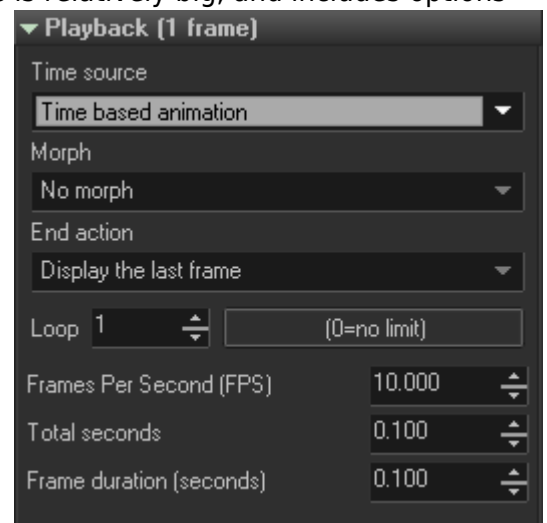 is relatively big, and includes options
Playback (1 frame)
Time source
Time based animation
Morph
No morph
End action
Display the last frame
Loop 1 (0=no limit)
Frames Per Second (FPS) 10.000
Total seconds 0.100
Frame duration (seconds) 0.100